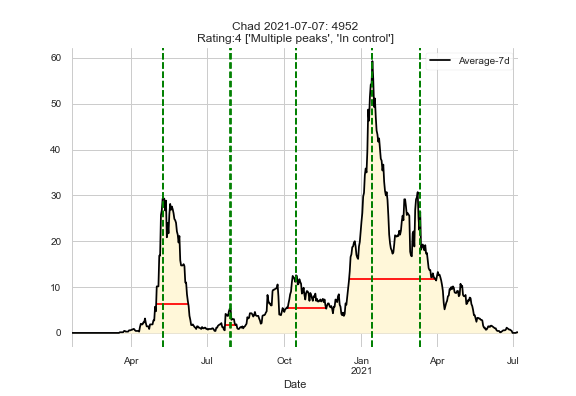 Chad 2021-07-07: 4952
Rating:4 ['Multiple peaks', 'In control']
Average-7d
60
50
40
30
20
10
0
Apr
Jul
Oct
Jan
2021
Apr
Jul
Date